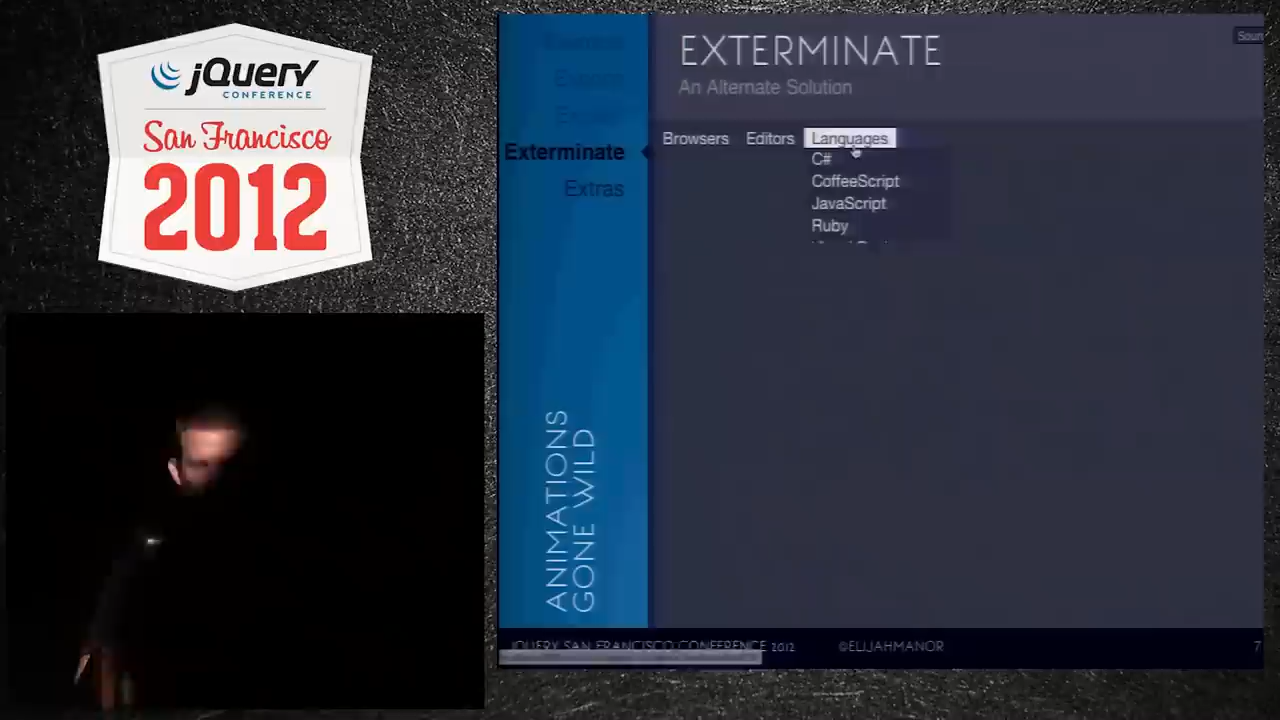 jQuery
CONFERENCE
San Francisco
2012
Exterminate
Extras
ANIMATIONS
GONE WILD
EXTERMINATE
An Alternate Solution
Browsers Editors Languages
C#
CoffeeScript
JavaScript
Ruby
JQUERY SAN FRANCISCO CONFERENCE 2012 ©ELIJAHMANOR 7